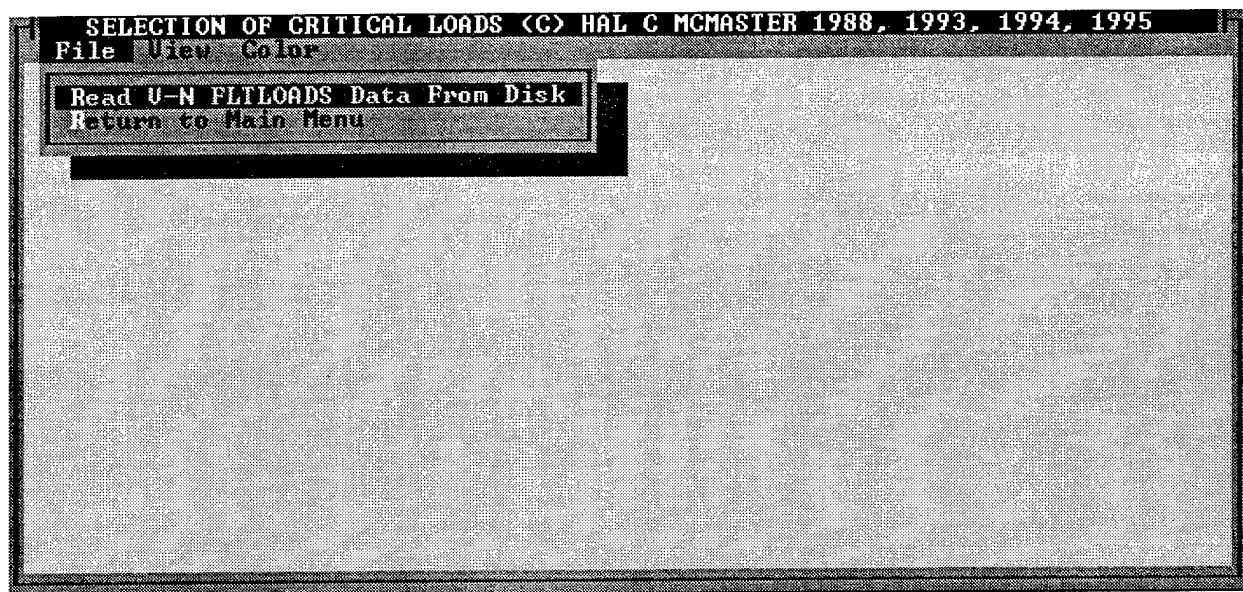 SELECTION OF CRITICAL LOADS (C) HAL C MCMASTER 1988, 1993, 1994, 1995
File View Color
Read V-N FLTLOADS Data From Disk
Return to Main Menu